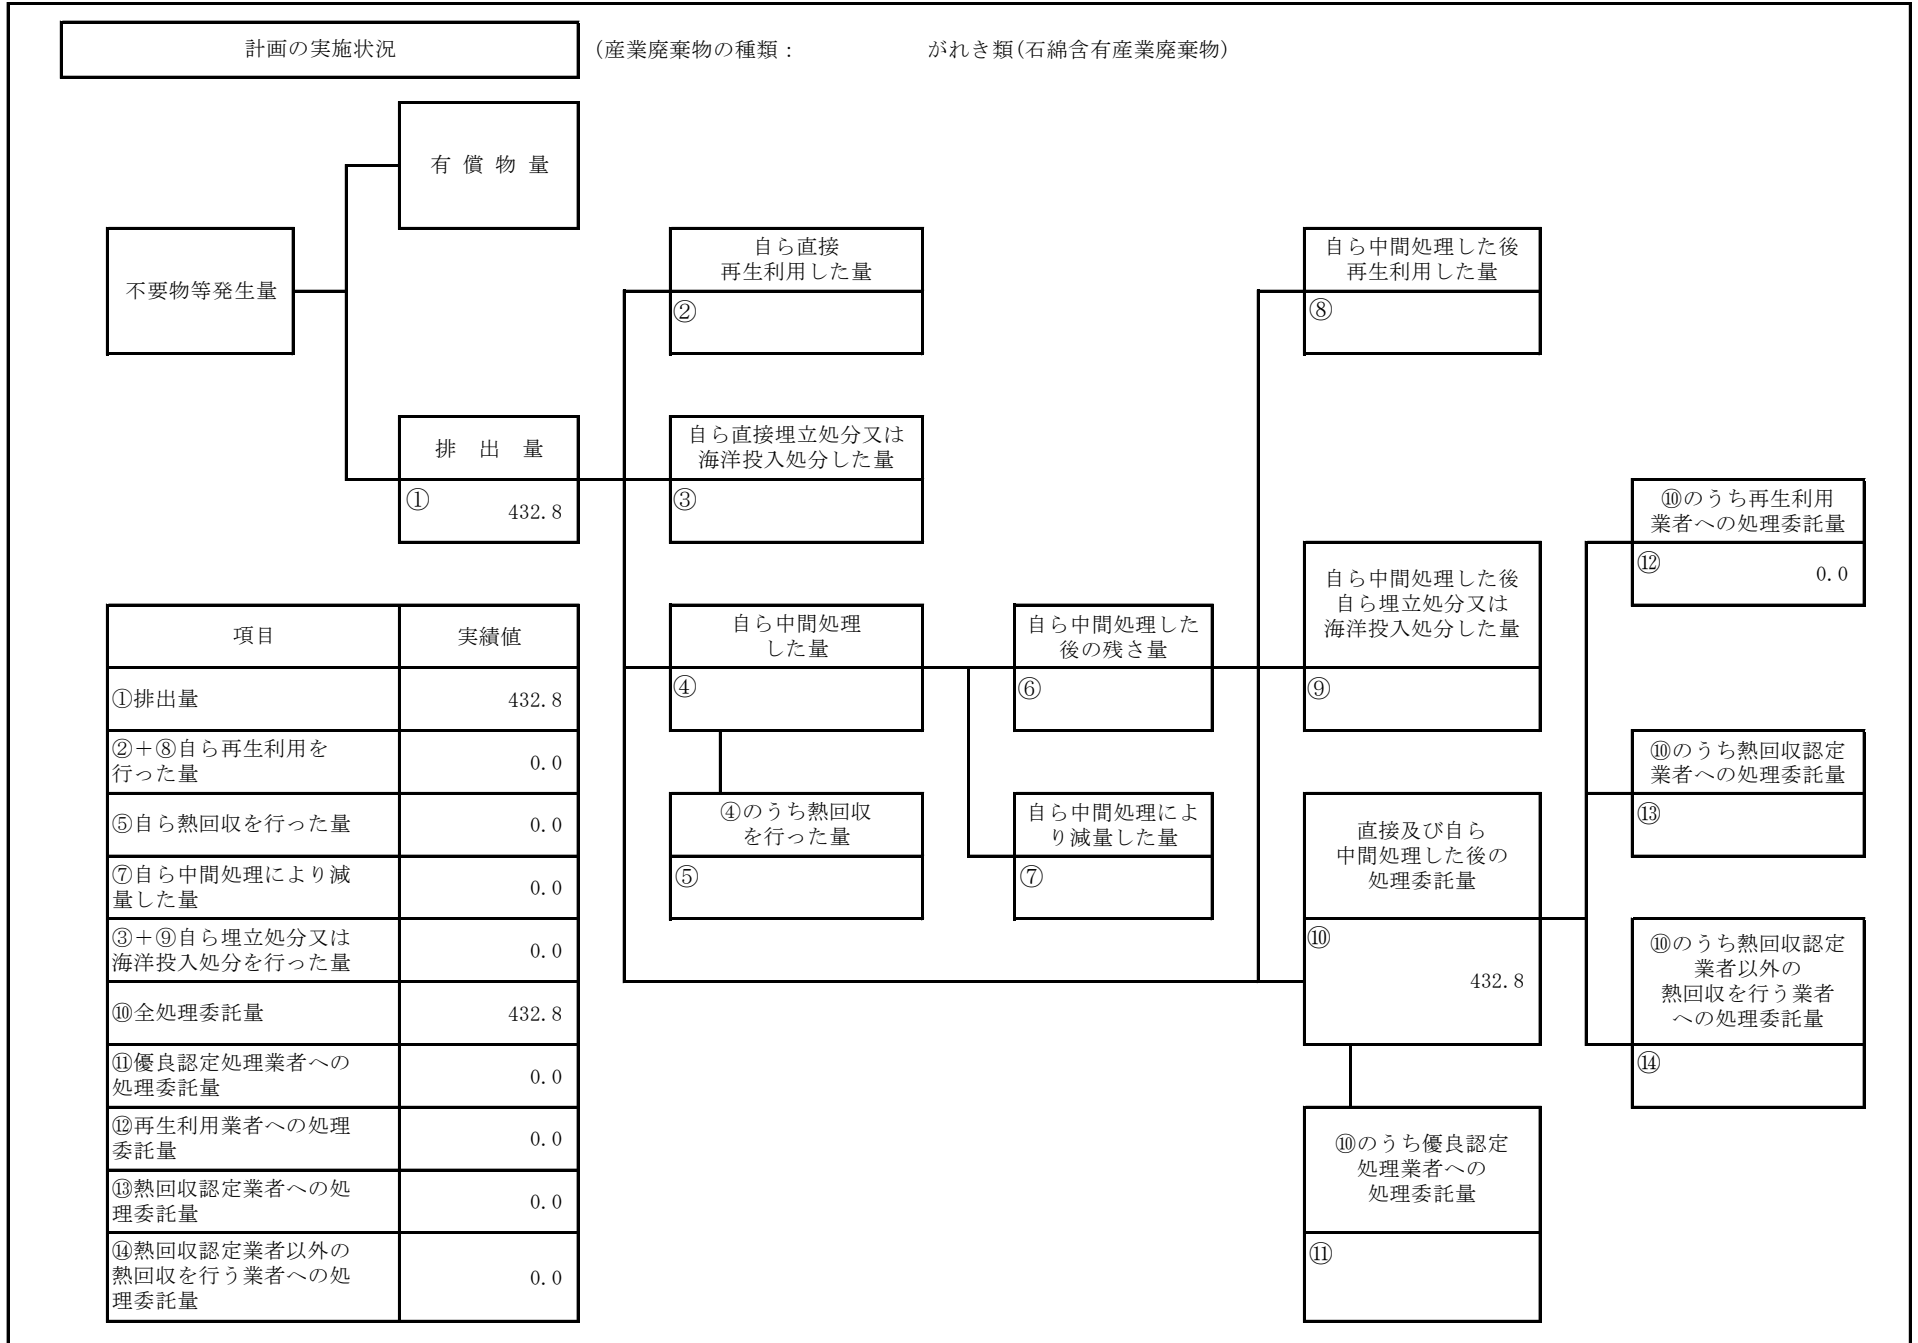 計画の実施状況
(産業廃棄物の種類： がれき類(石綿含有産業廃棄物)
有 償 物 量
不要物等発生量
自ら直接
再生利用した量
②
自ら中間処理した後
再生利用した量
⑧
排 出 量
① 432.8
自ら直接埋立処分又は
海洋投入処分した量
③
⑩のうち再生利用
業者への処理委託量
⑫ 0.0
自ら中間処理した後
自ら埋立処分又は
海洋投入処分した量
⑨
自ら中間処理
した量
④
自ら中間処理した
後の残さ量
⑥
⑩のうち熱回収認定
業者への処理委託量
⑬
④のうち熱回収
を行った量
⑤
自ら中間処理によ
り減量した量
⑦
直接及び自ら
中間処理した後の
処理委託量
⑩
432.8
⑩のうち熱回収認定
業者以外の
熱回収を行う業者
への処理委託量
⑭
⑩のうち優良認定
処理業者への
処理委託量
⑪
項目 実績値
①排出量 432.8
②＋⑧自ら再生利用を
行った量 0.0
⑤自ら熱回収を行った量 0.0
⑦自ら中間処理により減
量した量 0.0
③＋⑨自ら埋立処分又は
海洋投入処分を行った量 0.0
⑩全処理委託量 432.8
⑪優良認定処理業者への
処理委託量 0.0
⑫再生利用業者への処理
委託量 0.0
⑬熱回収認定業者への処
理委託量 0.0
⑭熱回収認定業者以外の
熱回収を行う業者への処
理委託量 0.0